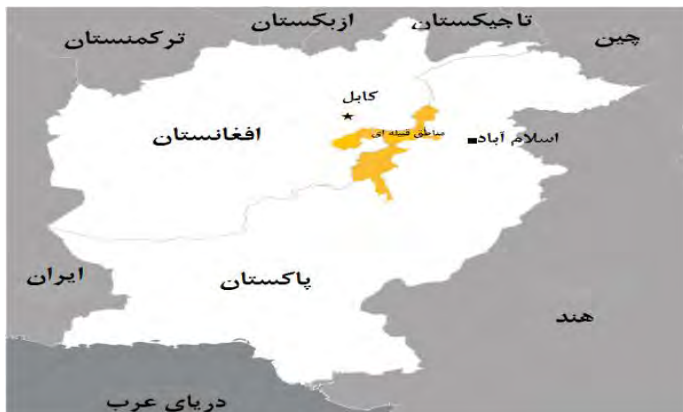 تاجیکستان
ازبکستان
ترکمنستان
چین
کابل
افغانستان
مناطق قبیله ای
اسلام آباد
ایران
پاکستان
هند
دریای عرب